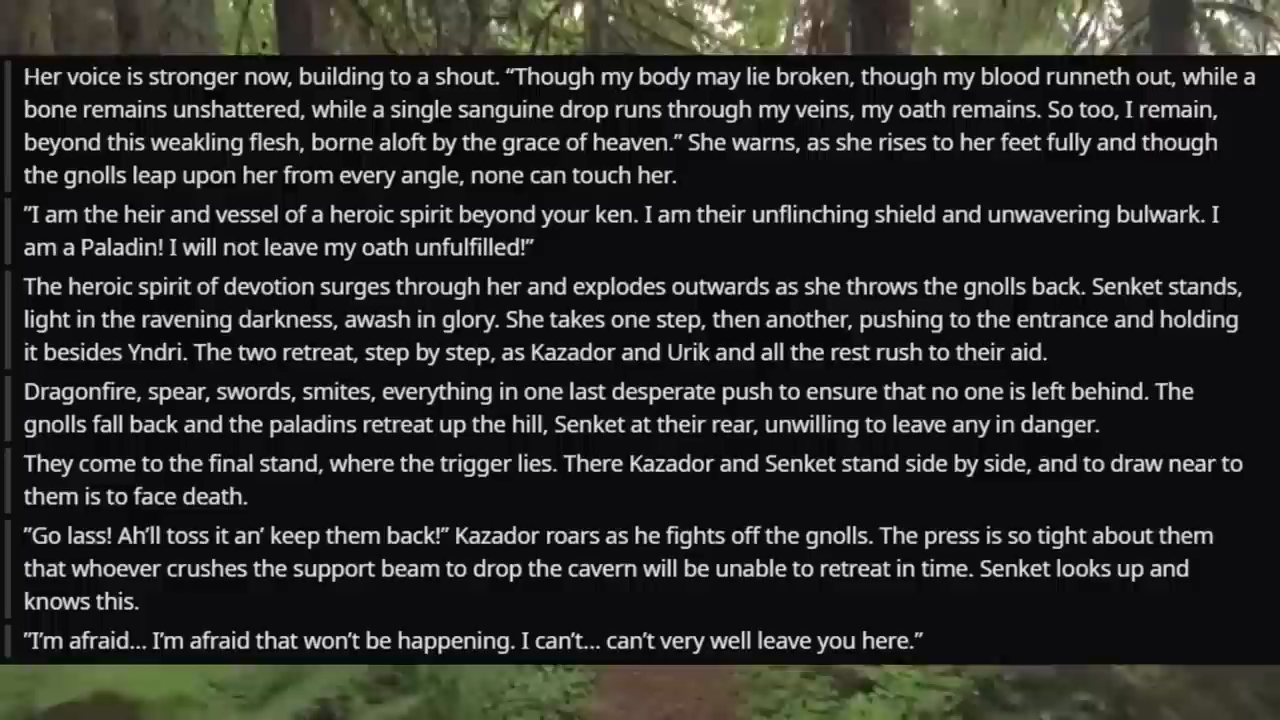 Her voice is stronger now, building to a shout. “Though my body may lie broken, though my blood runneth out, while a
bone remains unshattered, while a single sanguine drop runs through my veins, my oath remains. So too, I remain,
beyond this weakling flesh, borne aloft by the grace of heaven.” She warns, as she rises to her feet fully and though
the gnolls leap upon her from every angle, none can touch her.
”I am the heir and vessel of a heroic spirit beyond your ken. I am their unflinching shield and unwavering bulwark. I
am a Paladin! I will not leave my oath unfulfilled!”
The heroic spirit of devotion surges through her and explodes outwards as she throws the gnolls back. Senket stands,
light in the ravening darkness, awash in glory. She takes one step, then another, pushing to the entrance and holding
it besides Yndri. The two retreat, step by step, as Kazador and Urik and all the rest rush to their aid.
Dragonfire, spear, swords, smites, everything in one last desperate push to ensure that no one is left behind. The
gnolls fall back and the paladins retreat up the hill, Senket at their rear, unwilling to leave any in danger.
They come to the final stand, where the trigger lies. There Kazador and Senket stand side by side, and to draw near to
them is to face death.
”Go lass! Ah’ll toss it an’ keep them back!” Kazador roars as he fights off the gnolls. The press is so tight about them
that whoever crushes the support beam to drop the cavern will be unable to retreat in time. Senket looks up and
knows this.
”I’m afraid... I’m afraid that won’t be happening. I can’t... can’t very well leave you here.”